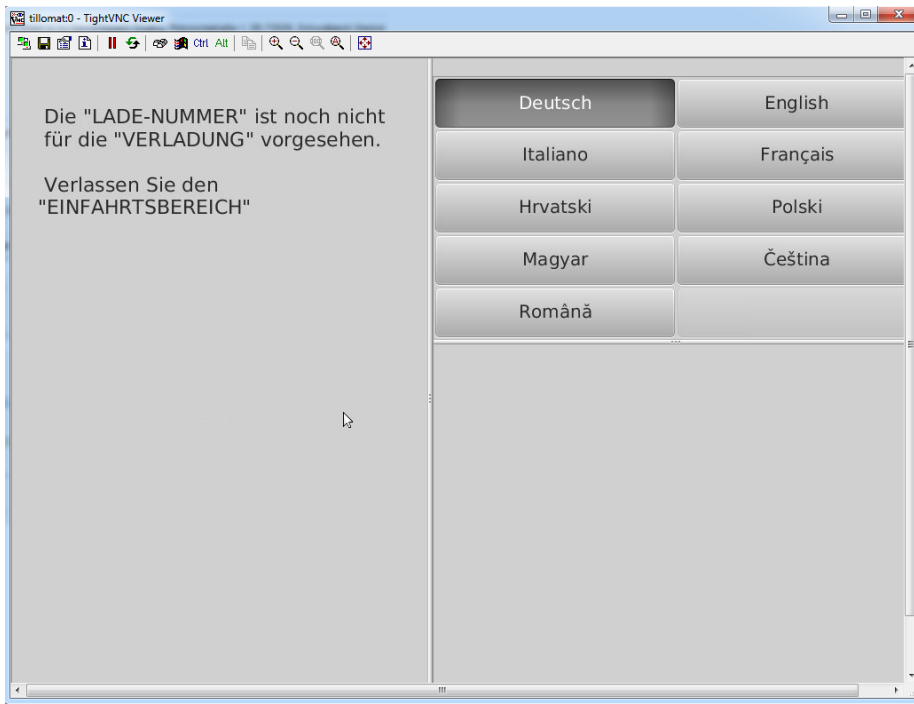 tillomat:0 - TightVNC Viewer
Ctrl Alt
Die "LADE-NUMMER" ist noch nicht
für die "VERLADUNG" vorgesehen.
Verlassen Sie den
"EINFAHRTSBEREICH"
Deutsch English
Italiano Français
Hrvatski Polski
Magyar Čeština
Română